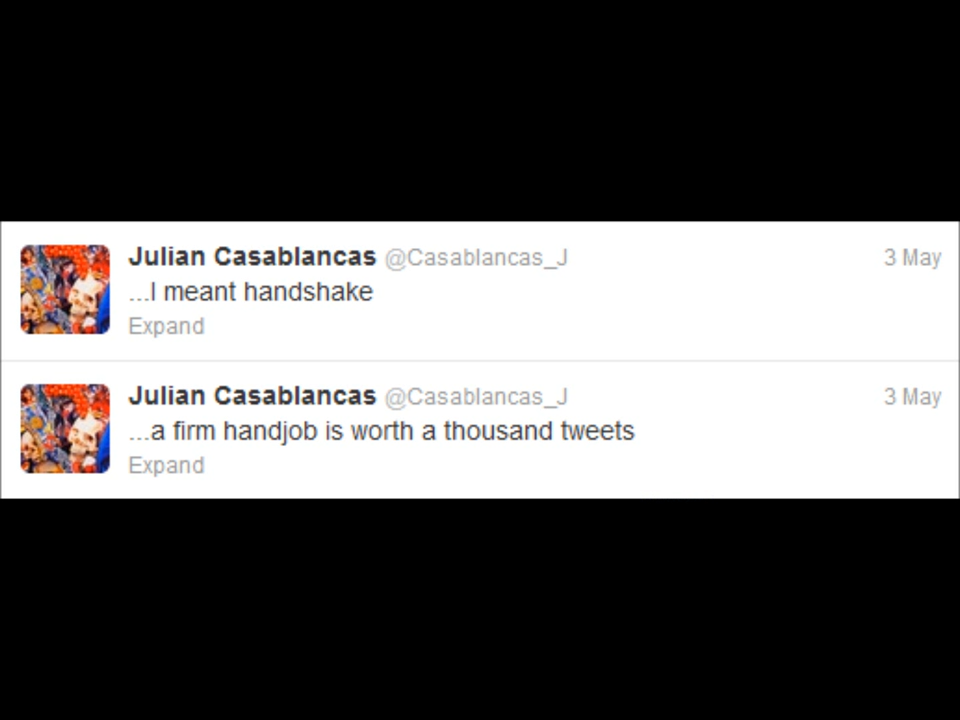 Julian Casablancas @Casablancas_J 3 May
...I meant handshake
Expand
Julian Casablancas @Casablancas_J 3 May
...a firm handjob is worth a thousand tweets
Expand